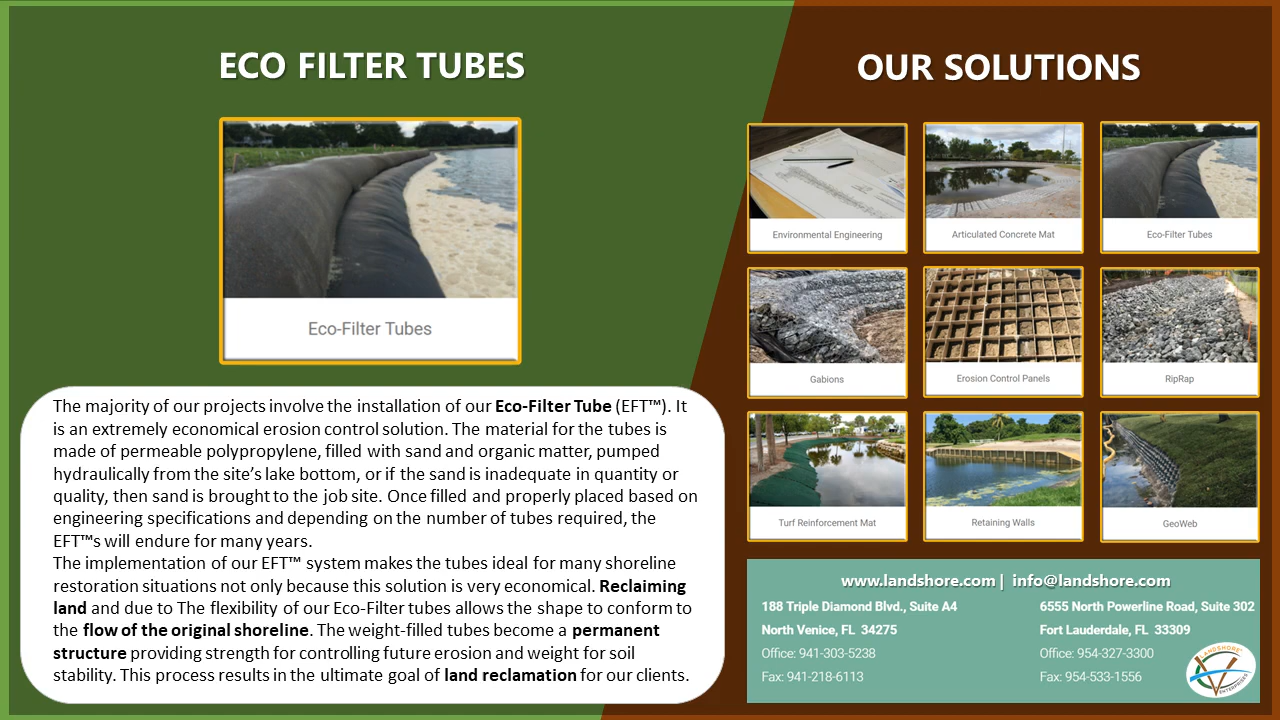 ECO FILTER TUBES
Eco-Filter Tubes
The majority of our projects involve the installation of our Eco-Filter Tube (EFT™). It
is an extremely economical erosion control solution. The material for the tubes is
made of permeable polypropylene, filled with sand and organic matter, pumped
hydraulically from the site's lake bottom, or if the sand is inadequate in quantity or
quality, then sand is brought to the job site. Once filled and properly placed based on
engineering specifications and depending on the number of tubes required, the
EFT™s will endure for many years.
The implementation of our EFT™ system makes the tubes ideal for many shoreline
restoration situations not only because this solution is very economical. Reclaiming
land and due to The flexibility of our Eco-Filter tubes allows the shape to conform to
the flow of the original shoreline. The weight-filled tubes become a permanent
structure providing strength for controlling future erosion and weight for soil
stability. This process results in the ultimate goal of land reclamation for our clients.
OUR SOLUTIONS
Environmental Engineering
Articulated Concrete Mat
Eco-Filter Tubes
Gabions
Erosion Control Panels
RipRap
Turf Reinforcement Mat
Retaining Walls
GeoWeb
www.landshore.com | info@landshore.com
188 Triple Diamond Blvd., Suite A4
North Venice, FL 34275
Office: 941-303-5238
Fax: 941-218-6113
6555 North Powerline Road, Suite 302
Fort Lauderdale, FL 33309
Office: 954-327-3300
Fax: 954-533-1556
LANDSHORE
ENTERPRISES